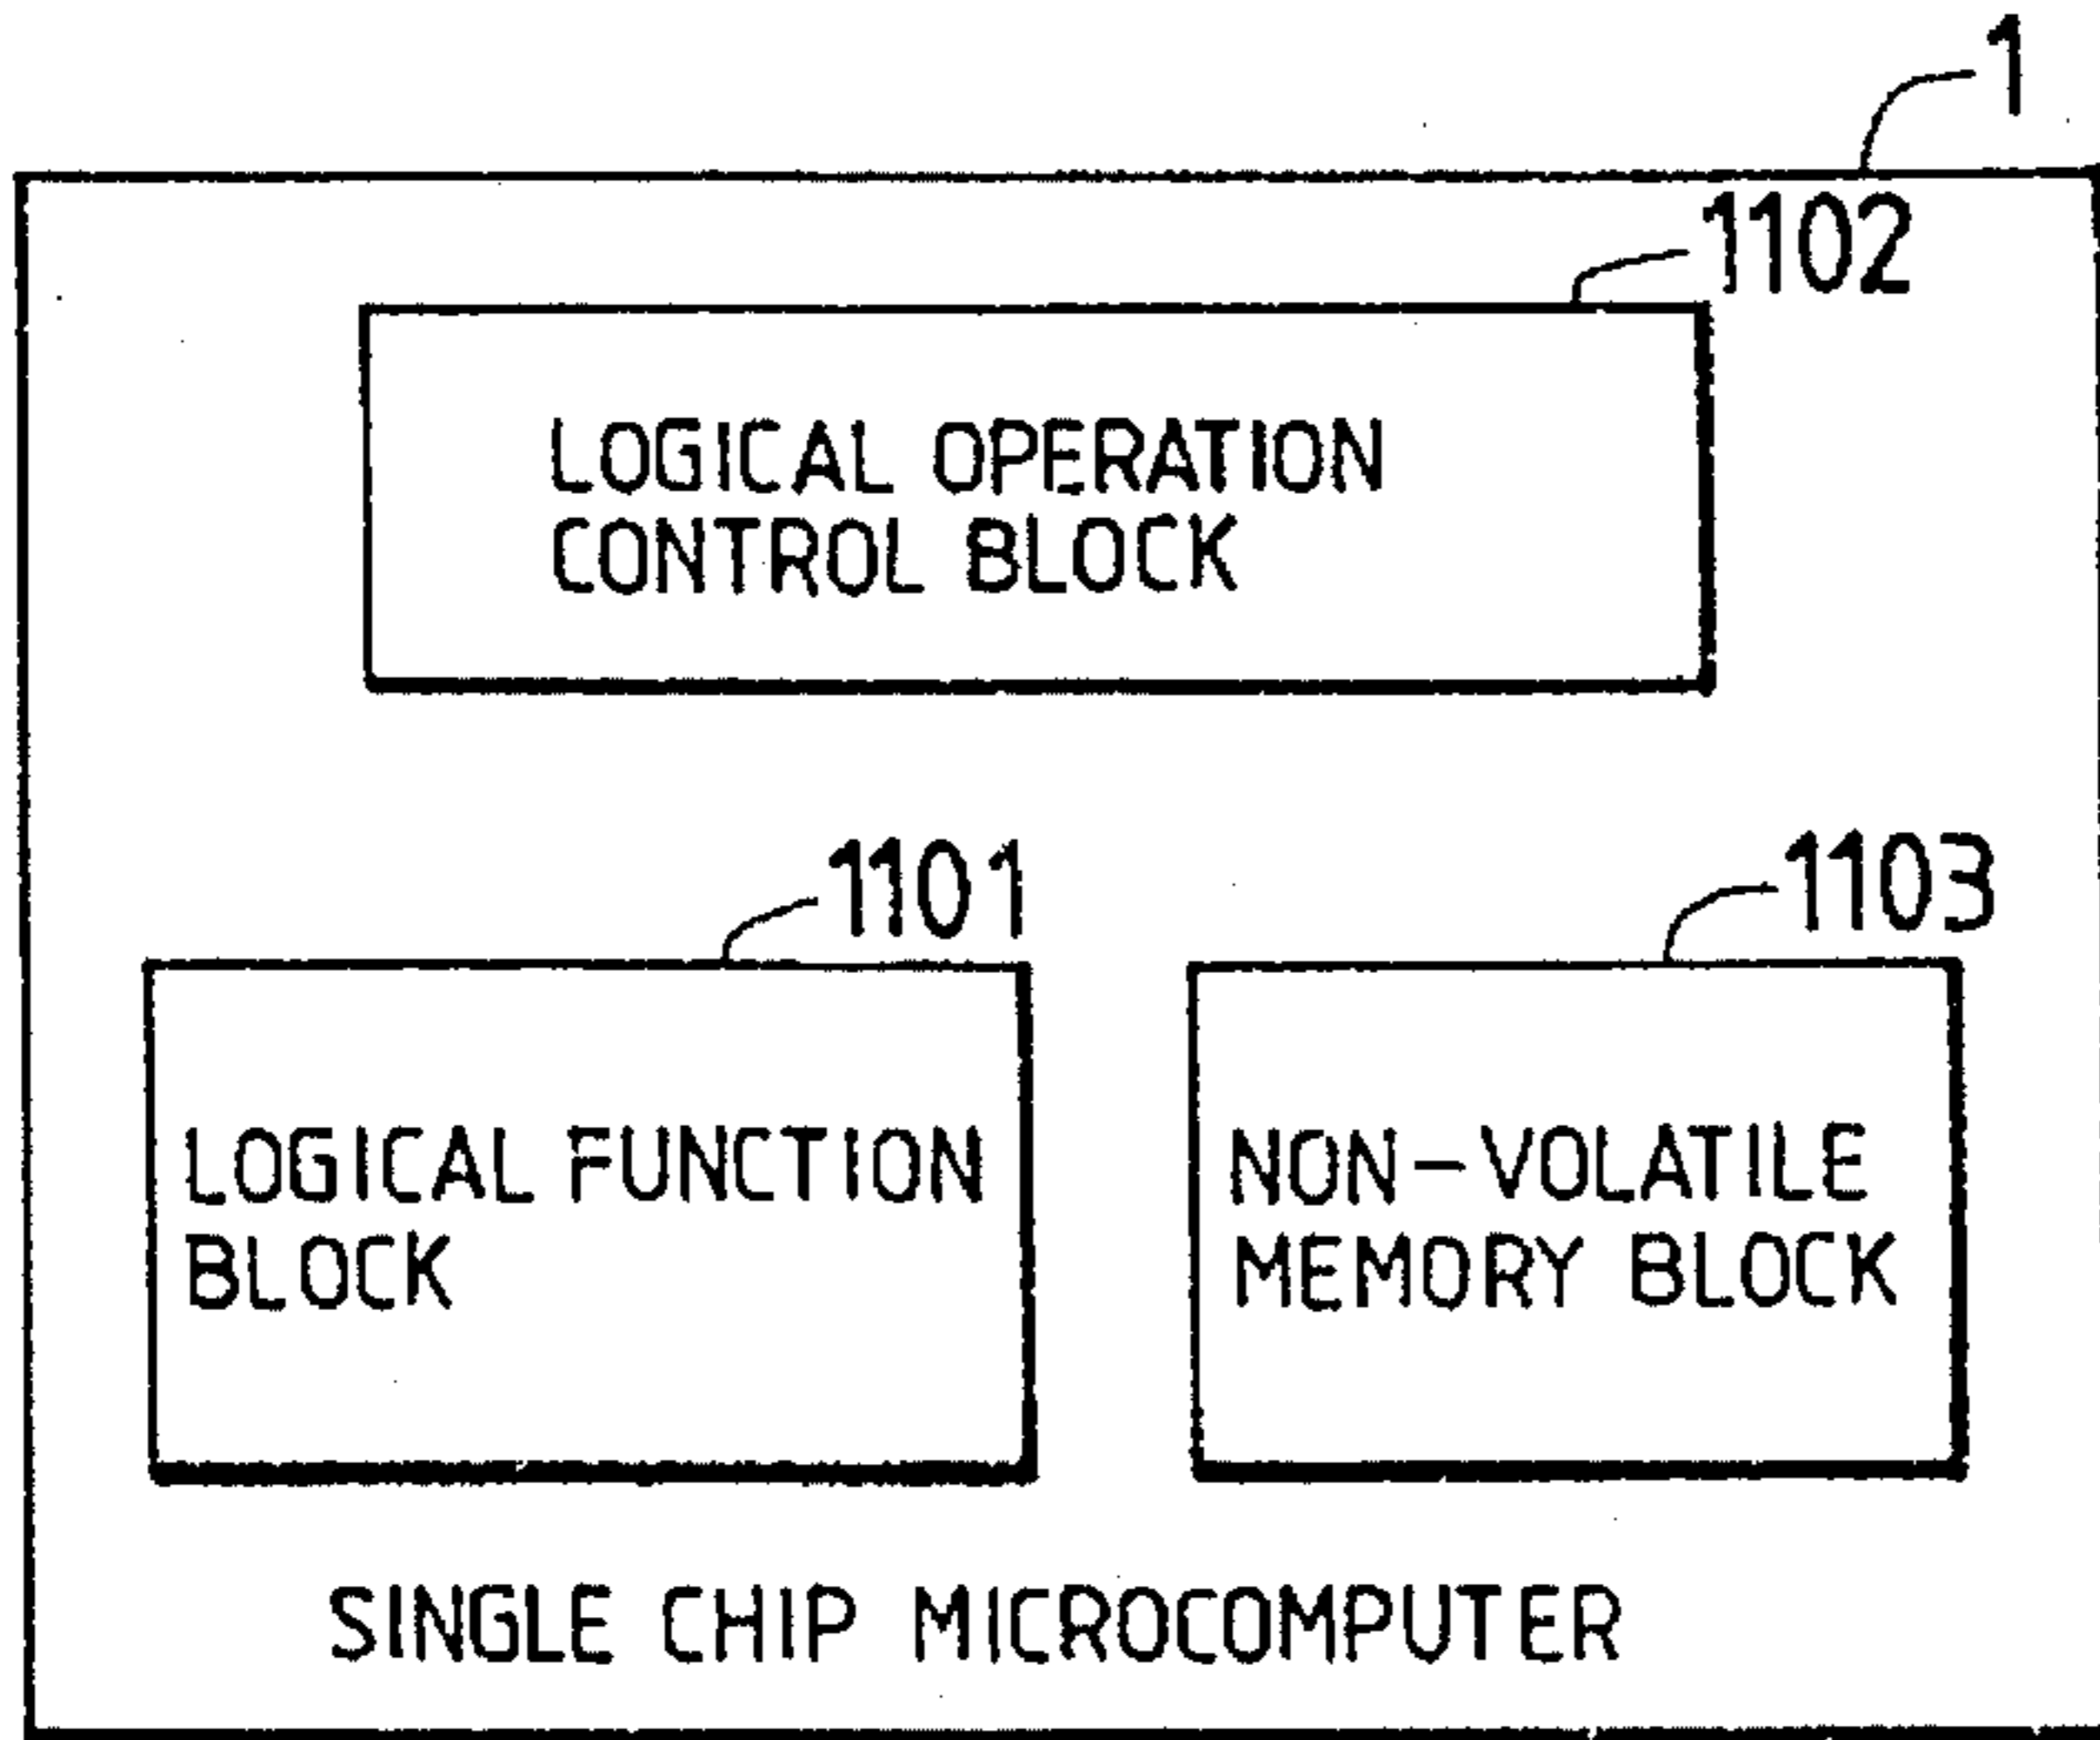 1
1102
LOGICAL OPERATION
CONTROL BLOCK
1101
1103
LOGICAL FUNCTION
BLOCK
NON-VOLATILE
MEMORY BLOCK
SINGLE CHIP MICROCOMPUTER